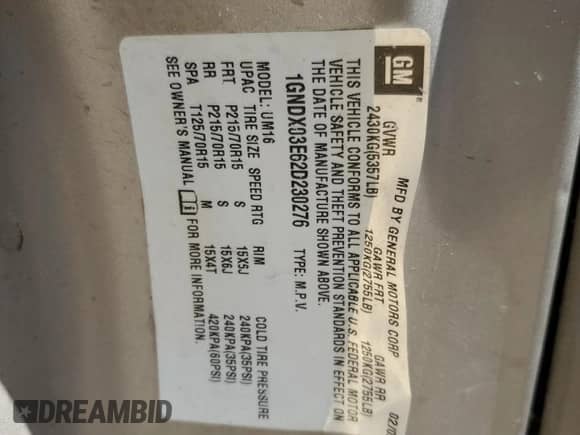 GM
MFD BY GENERAL MOTORS CORP
GVWR GAWR FRT GAWR RR
2430KG(5357LB) 1250KG(2755LB) 1250KG(2755LB)
THIS VEHICLE CONFORMS TO ALL APPLICABLE U.S. FEDERAL MOTOR
VEHICLE SAFETY AND THEFT PREVENTION STANDARDS IN EFFECT ON
THE DATE OF MANUFACTURE SHOWN ABOVE.
1GNDX03E62D230276 TYPE: M.P.V.
MODEL: UM16
UPAC TIRE SIZE SPEED RTG RIM COLD TIRE PRESSURE
FRT P215/70R15 S 15X5J 240KPA(35PSI)
RR P215/70R15 S 15X6J 240KPA(35PSI)
SPA T125/70R15 M 15X4T 420KPA(60PSI)
SEE OWNER'S MANUAL FOR MORE INFORMATION.
DREAMBID